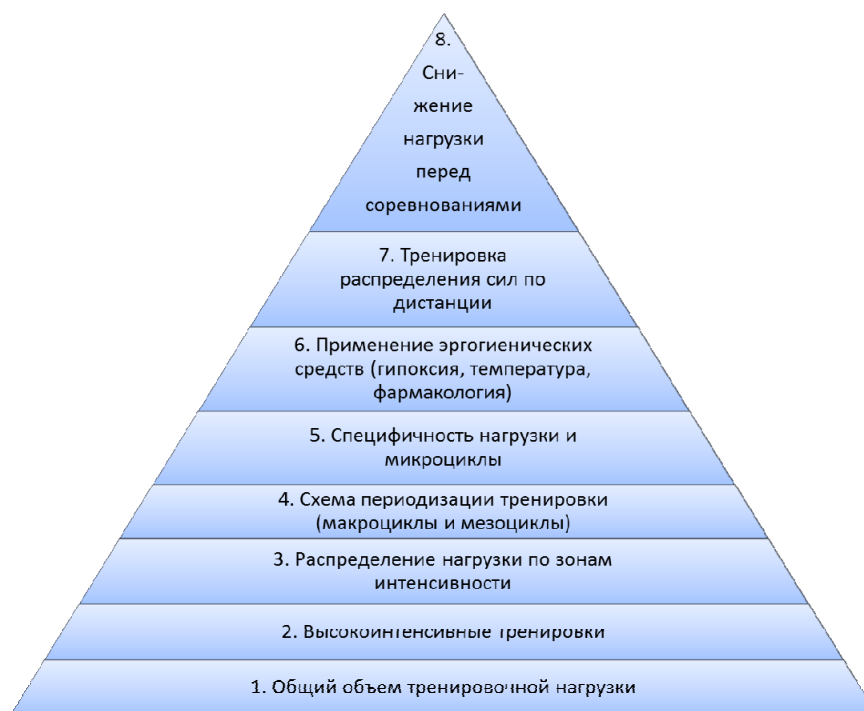 8.
Сни-
жение
нагрузки
перед
соревнованиями
7. Тренировка
распределения сил по
дистанции
6. Применение эргогиенических
средств (гипоксия, температура,
фармакология)
5. Специфичность нагрузки и
микроциклы
4. Схема периодизации тренировки
(макроциклы и мезоциклы)
3. Распределение нагрузки по зонам
интенсивности
2. Высокоинтенсивные тренировки
1. Общий объем тренировочной нагрузки